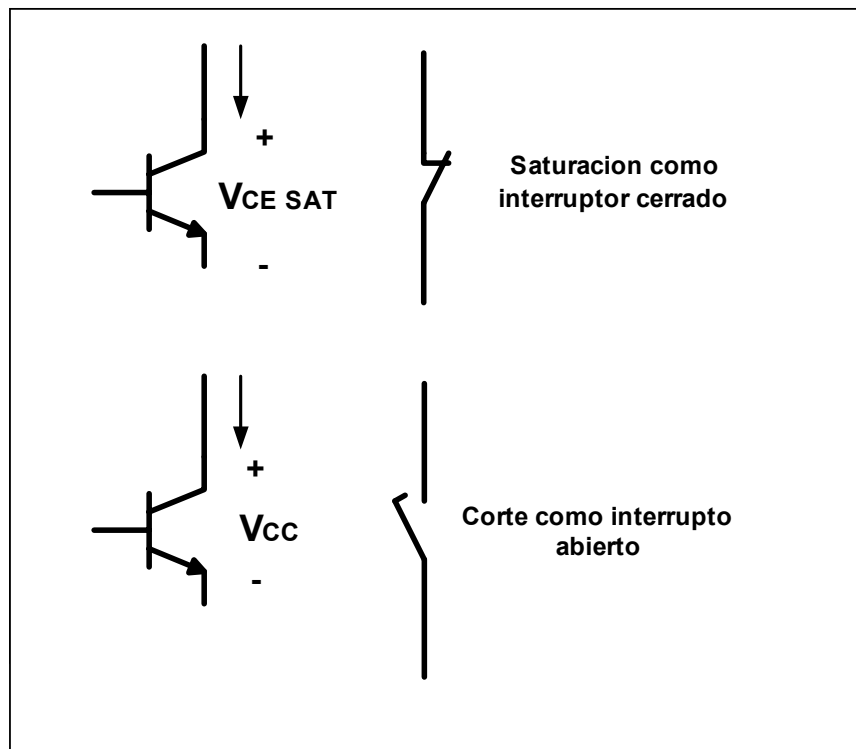 +
VCE SAT
-
Saturacion como
interruptor cerrado
+
VCC
-
Corte como interrupto
abierto